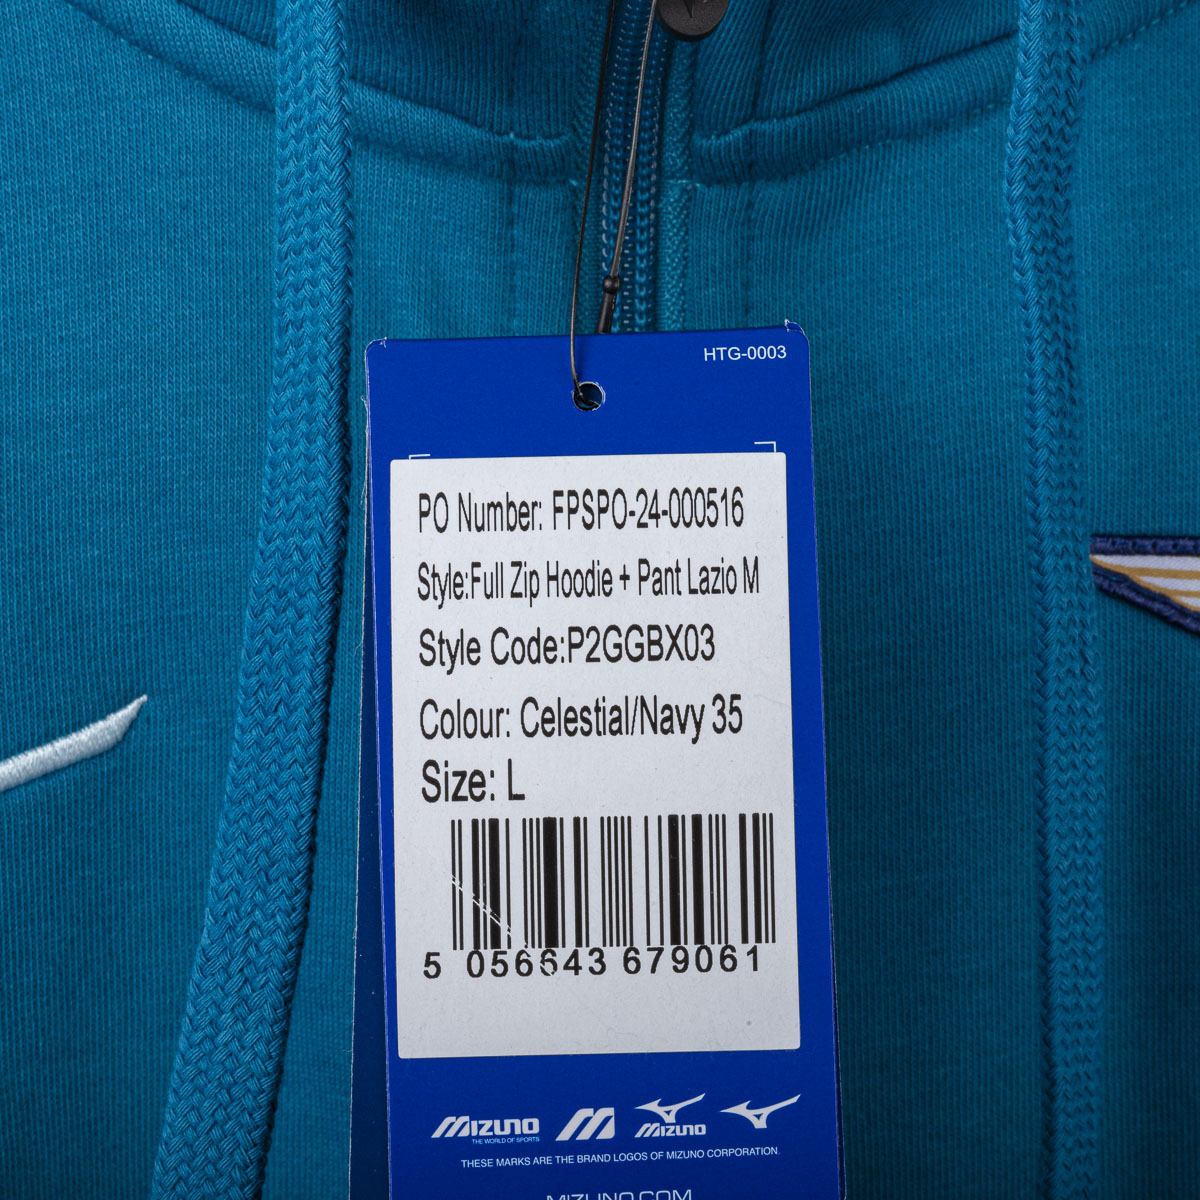 HTG-0003
PO Number: FPSPO-24-000516
Style:Full Zip Hoodie + Pant Lazio M
Style Code:P2GGBX03
Colour: Celestial/Navy 35
Size: L
5 056643 679061
MIZUNO MIZUNO
THE WORLD OF SPORTS
THESE MARKS ARE THE BRAND LOGOS OF MIZUNO CORPORATION.
MIZUNO.COM